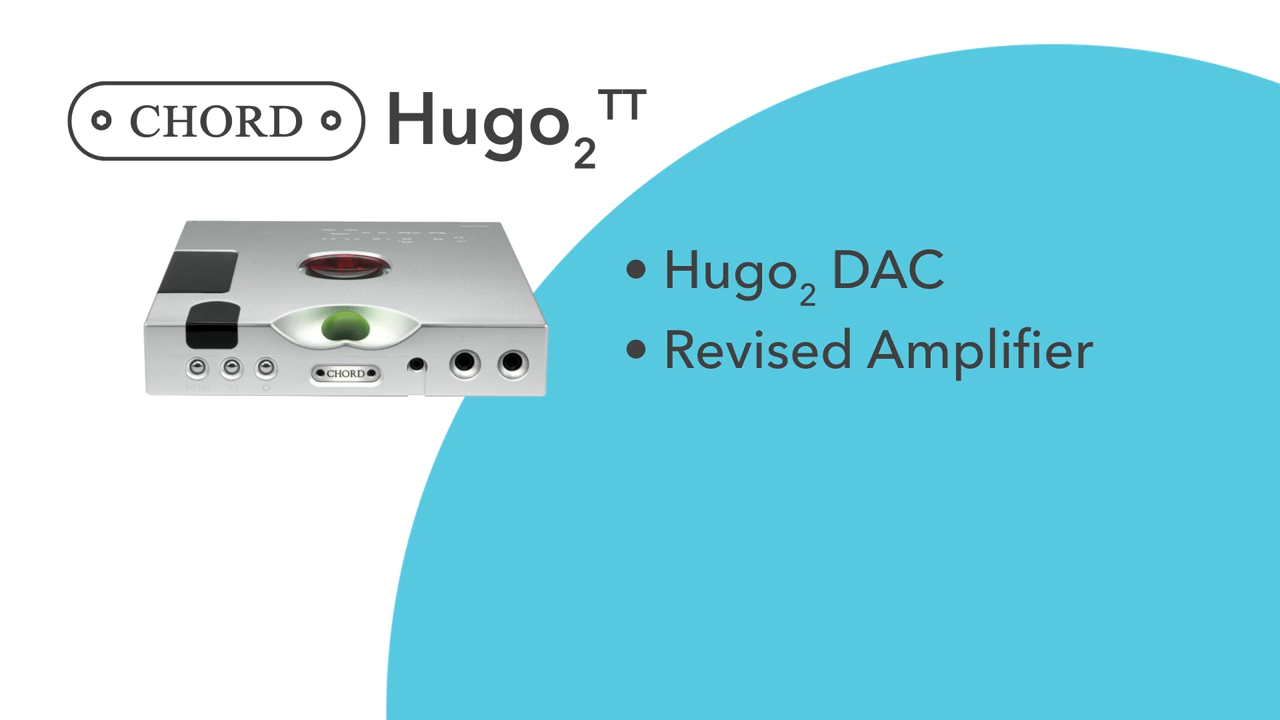 CHORD Hugo₂ᵀᵀ
• Hugo₂ DAC
• Revised Amplifier
CHORD